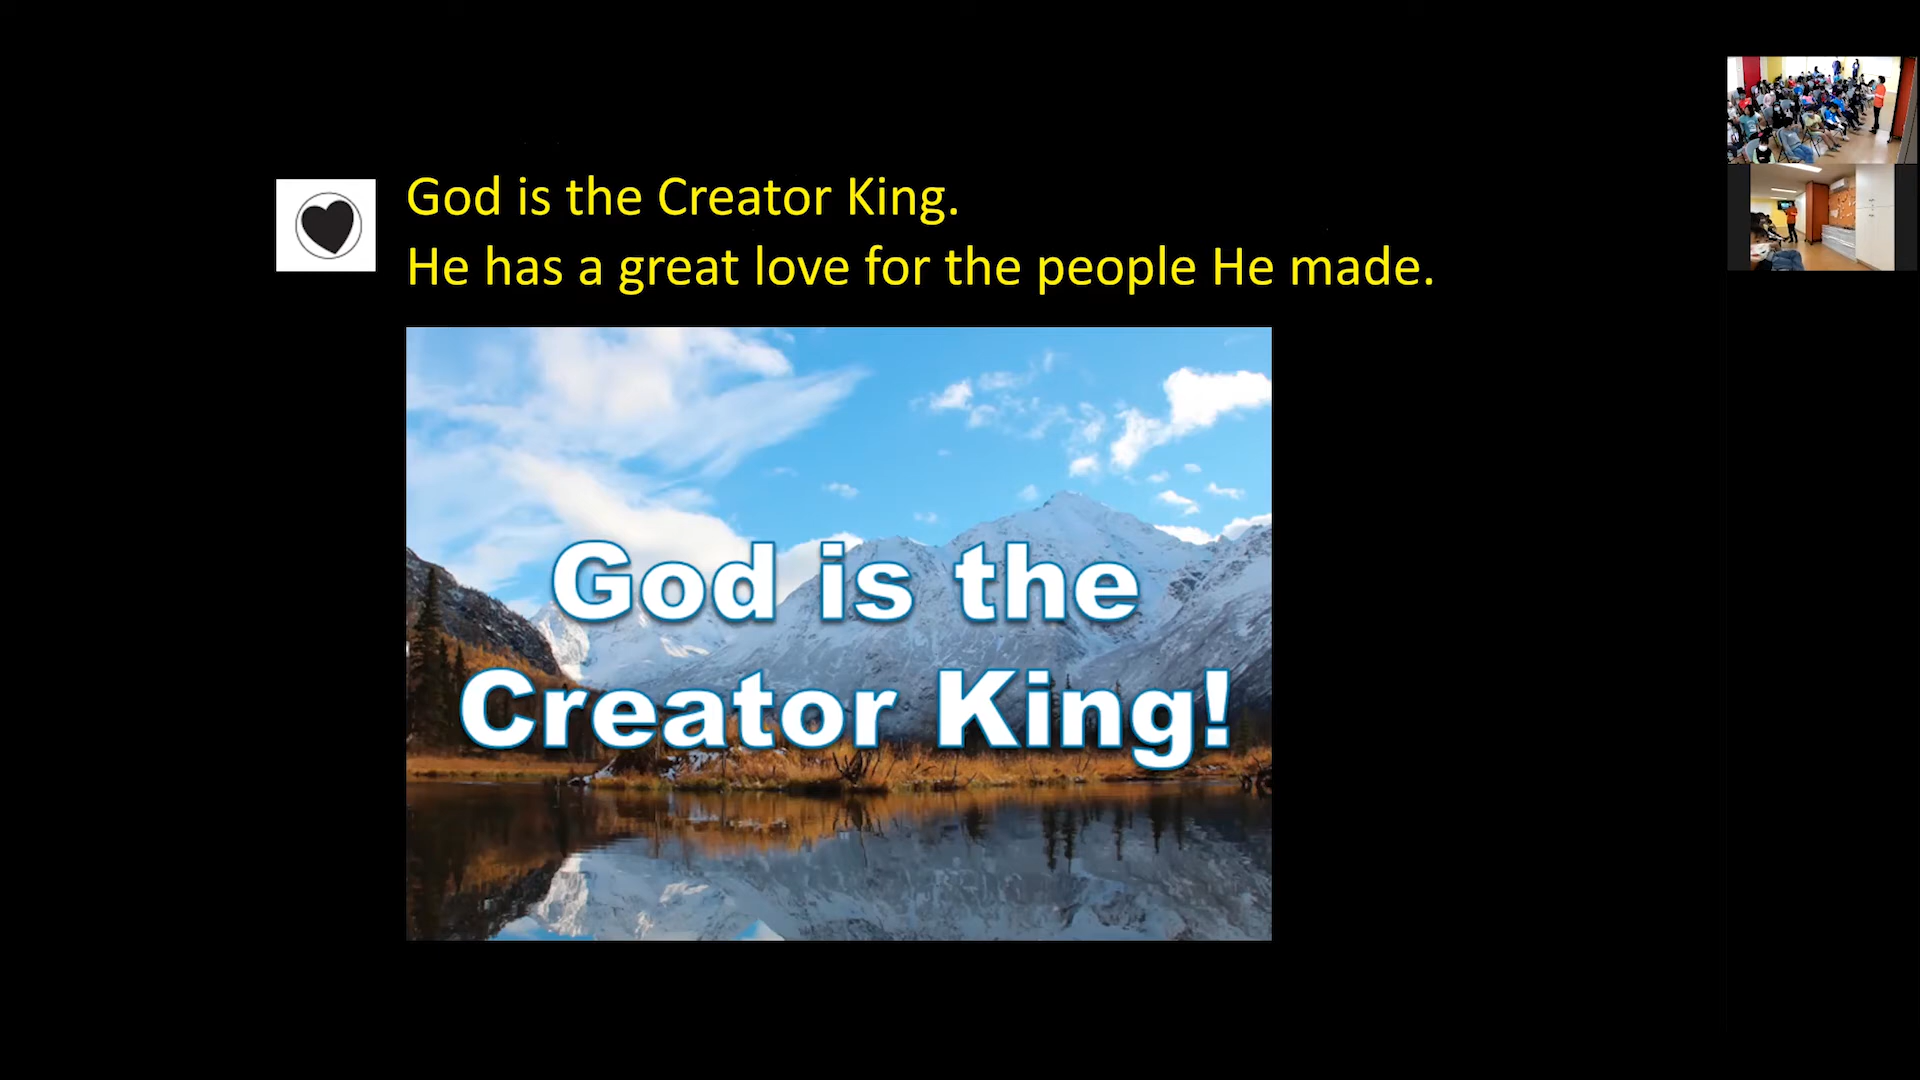 God is the Creator King.
He has a great love for the people He made.
God is the
Creator King!